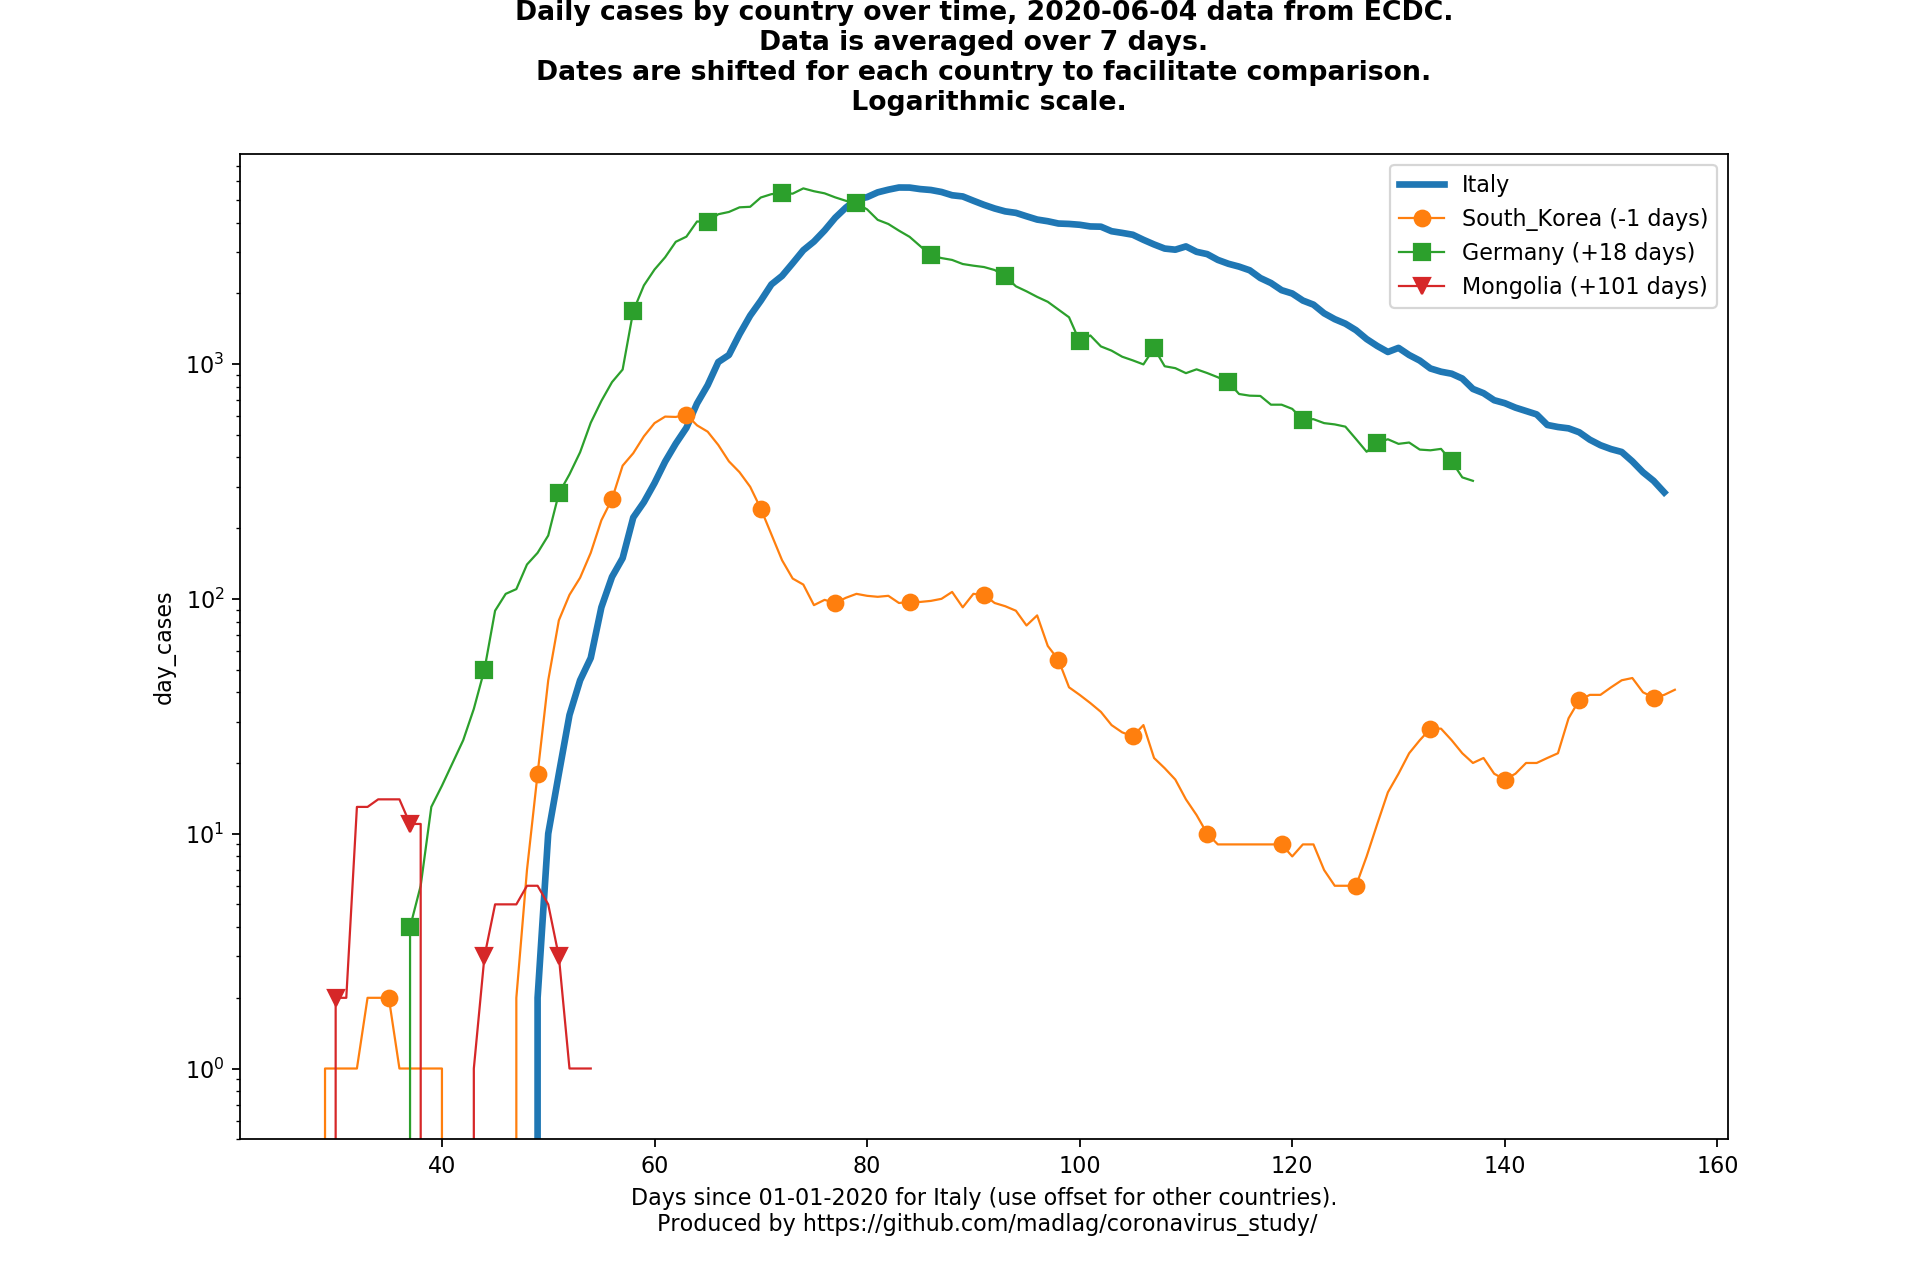 Daily cases by country over time, 2020-06-04 data from ECDC.
Data is averaged over 7 days.
Dates are shifted for each country to facilitate comparison.
Logarithmic scale.
Italy
South_Korea (-1 days)
Germany (+18 days)
Mongolia (+101 days)
10³
10²
10¹
10⁰
day_cases
40 60 80 100 120 140 160
Days since 01-01-2020 for Italy (use offset for other countries).
Produced by https://github.com/madlag/coronavirus_study/